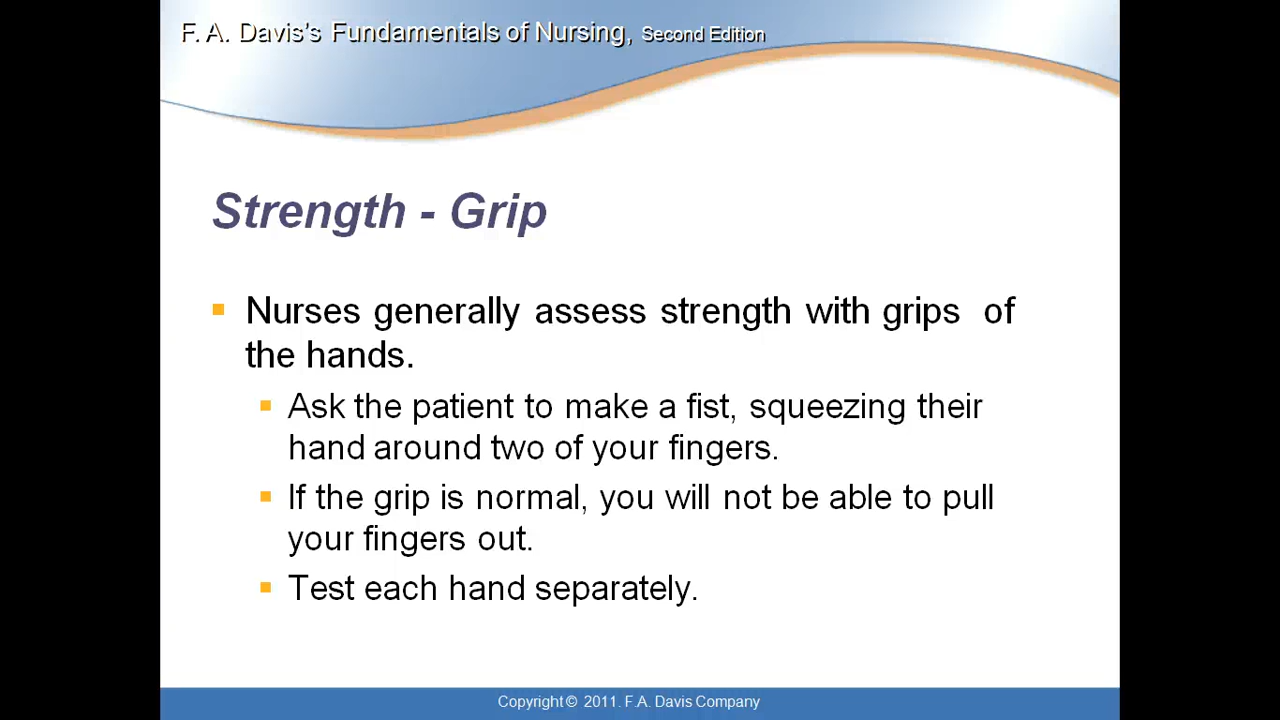 F. A. Davis's Fundamentals of Nursing, Second Edition
Strength - Grip
Nurses generally assess strength with grips of
the hands.
Ask the patient to make a fist, squeezing their
hand around two of your fingers.
If the grip is normal, you will not be able to pull
your fingers out.
Test each hand separately.
Copyright © 2011. F.A. Davis Company